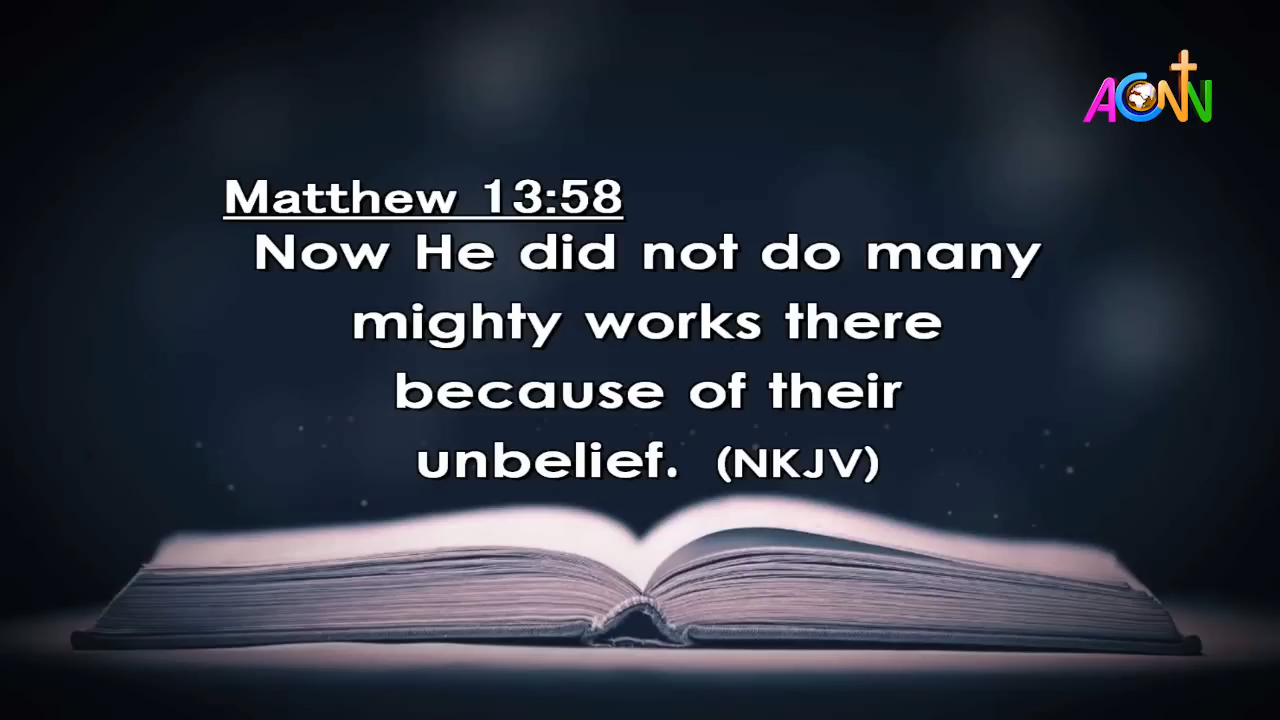 ACNN
Matthew 13:58
Now He did not do many
mighty works there
because of their
unbelief. (NKJV)